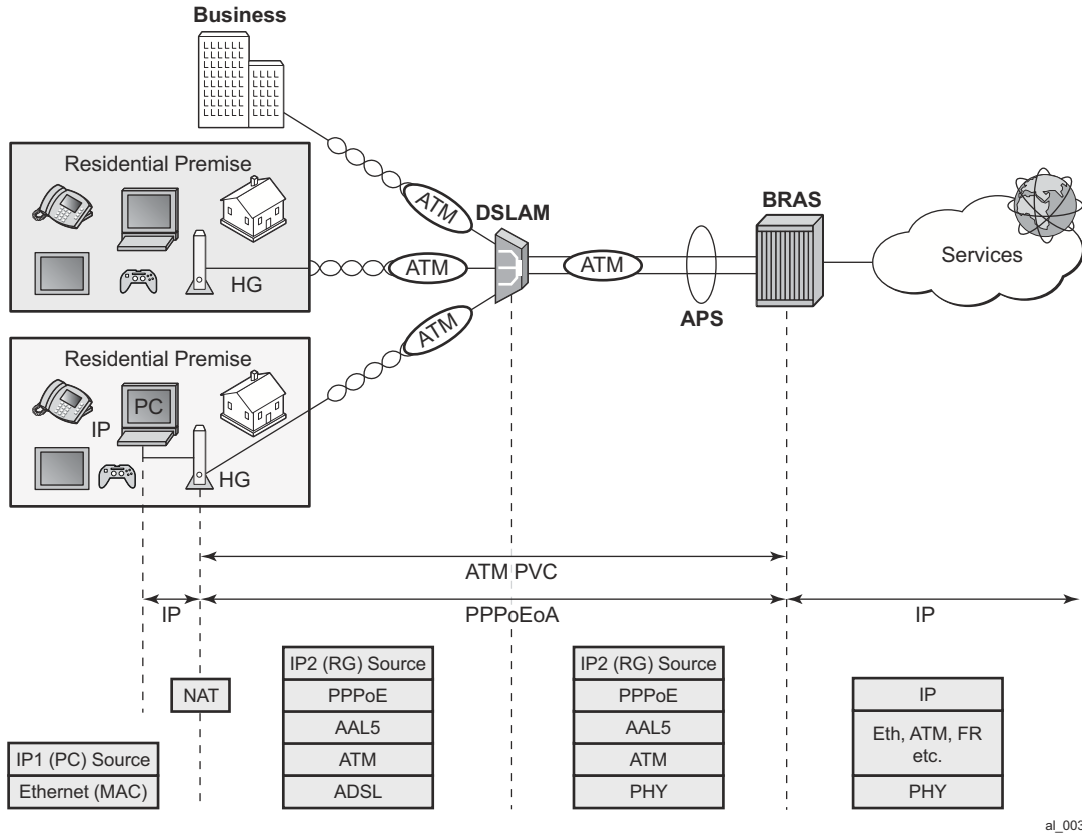 Business
Residential Premise
HG
ATM
DSLAM
ATM
ATM
ATM
APS
BRAS
Services
Residential Premise
PC
IP
HG
ATM PVC
IP
PPPoEoA
IP
NAT
IP1 (PC) Source
Ethernet (MAC)
IP2 (RG) Source
PPPoE
AAL5
ATM
ADSL
IP2 (RG) Source
PPPoE
AAL5
ATM
PHY
IP
Eth, ATM, FR
etc.
PHY
al_003